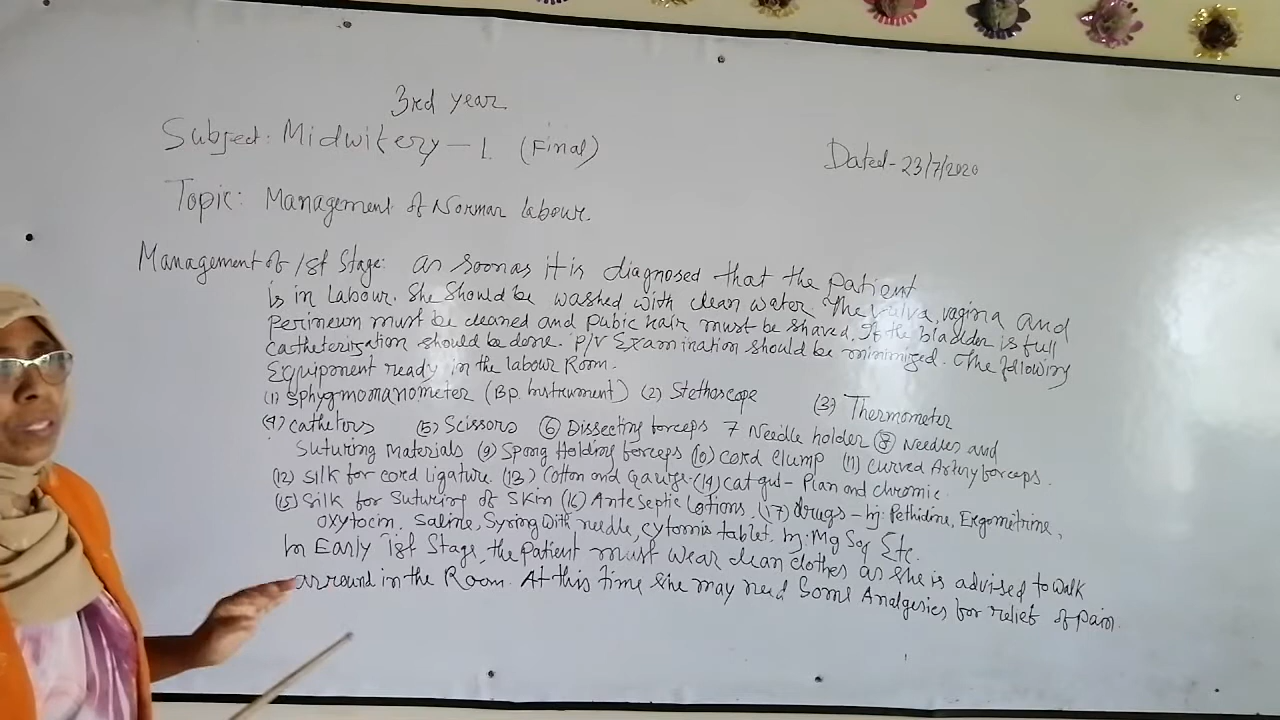 3rd year
Subject: Midwifery - 1. (Final)
Dated - 23/7/2020
Topic: Management of Normar Labour.
Management of 1st Stage: as soon as it is diagnosed that the patient
is in Labour. She should be washed with clean water. The vulva, vagina and
Perineum must be cleaned and pubic hair must be shaved. If the bladder is full
Catheterisation should be done. P/V Examination should be minimized. The following
Equipment ready in the labour Room.
(1) Sphygmomanometer (B.p. Instrument) (2) Stethoscope (3) Thermometer
(4) cathetors (5) Scissors (6) Dissecting forceps 7 Needle holder (8) Needles and
Suturing Materials (9) Spong Holding forceps (10) Cord Clump (11) Curved Artery forceps.
(12) Silk for cord ligature. (13) Cotton and Gauge. (14) Cat gut - Plan and chromic.
(15) Silk for Suturing of Skin (16) Anteseptic Lotions. (17) drugs - Inj: Pethidine, Ergometrine,
oxytocin, Saline, Syring With needle, cytomis tablet. Inj: Mg So4 Etc.
In Early 1st Stage, the patient must wear clean clothes as she is advised to walk
arround in the Room. At this time She may need Some Analgesics for relief of pain.